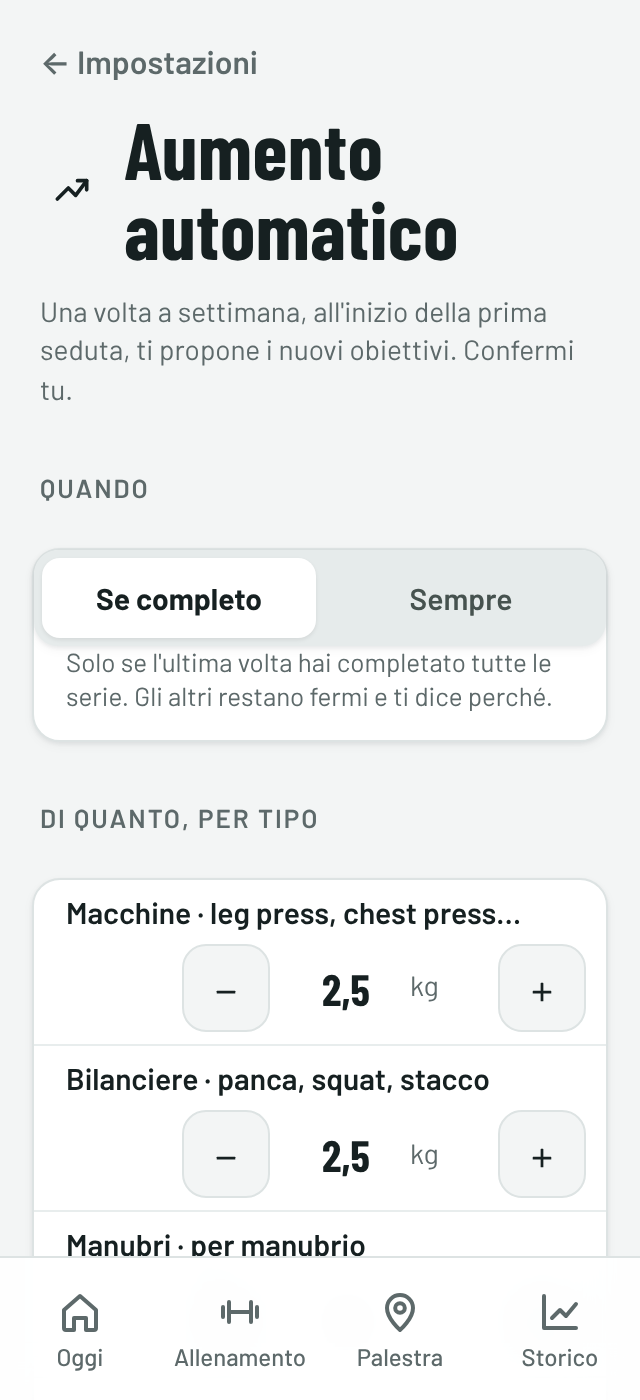 ← Impostazioni
Aumento
automatico
Una volta a settimana, all'inizio della prima
seduta, ti propone i nuovi obiettivi. Confermi
tu.
QUANDO
Se completo
Sempre
Solo se l'ultima volta hai completato tutte le
serie. Gli altri restano fermi e ti dice perché.
DI QUANTO, PER TIPO
Macchine · leg press, chest press...
− 2,5 kg +
Bilanciere · panca, squat, stacco
− 2,5 kg +
Manubri · per manubrio
Oggi
Allenamento
Palestra
Storico